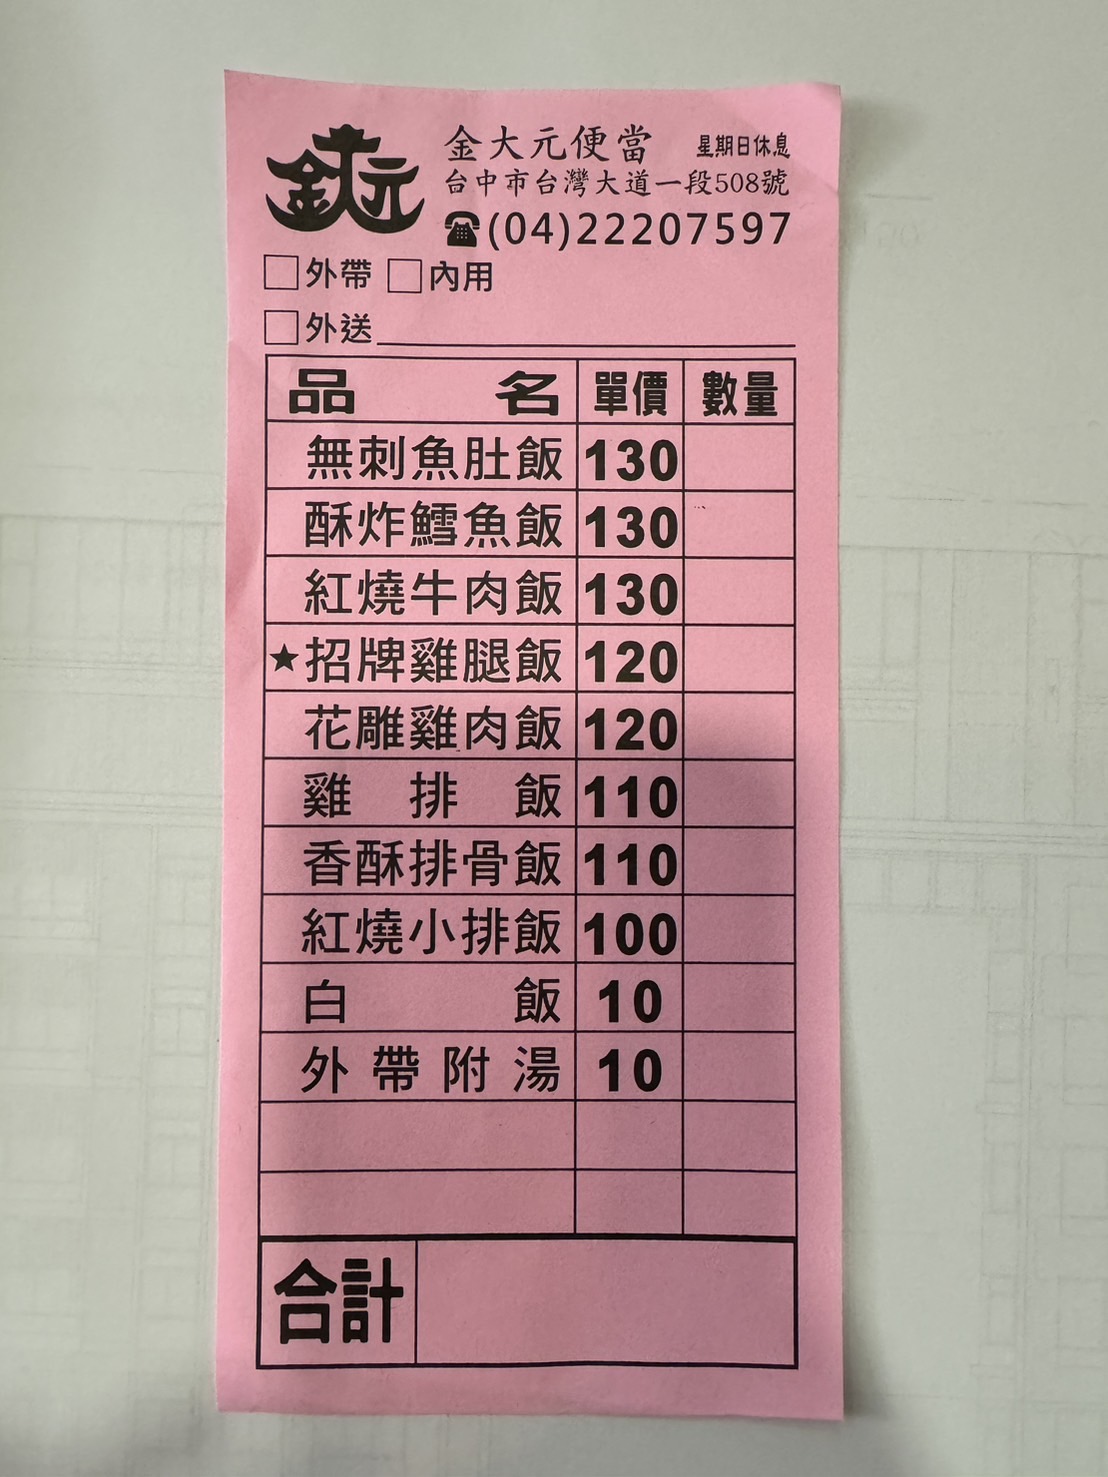 金大元
金大元便當 星期日休息
台中市台灣大道一段508號
☎(04)22207597
□外帶 □內用
□外送
品名 單價 數量
無刺魚肚飯 130
酥炸鱈魚飯 130
紅燒牛肉飯 130
★招牌雞腿飯 120
花雕雞肉飯 120
雞排飯 110
香酥排骨飯 110
紅燒小排飯 100
白飯 10
外帶附湯 10
合計